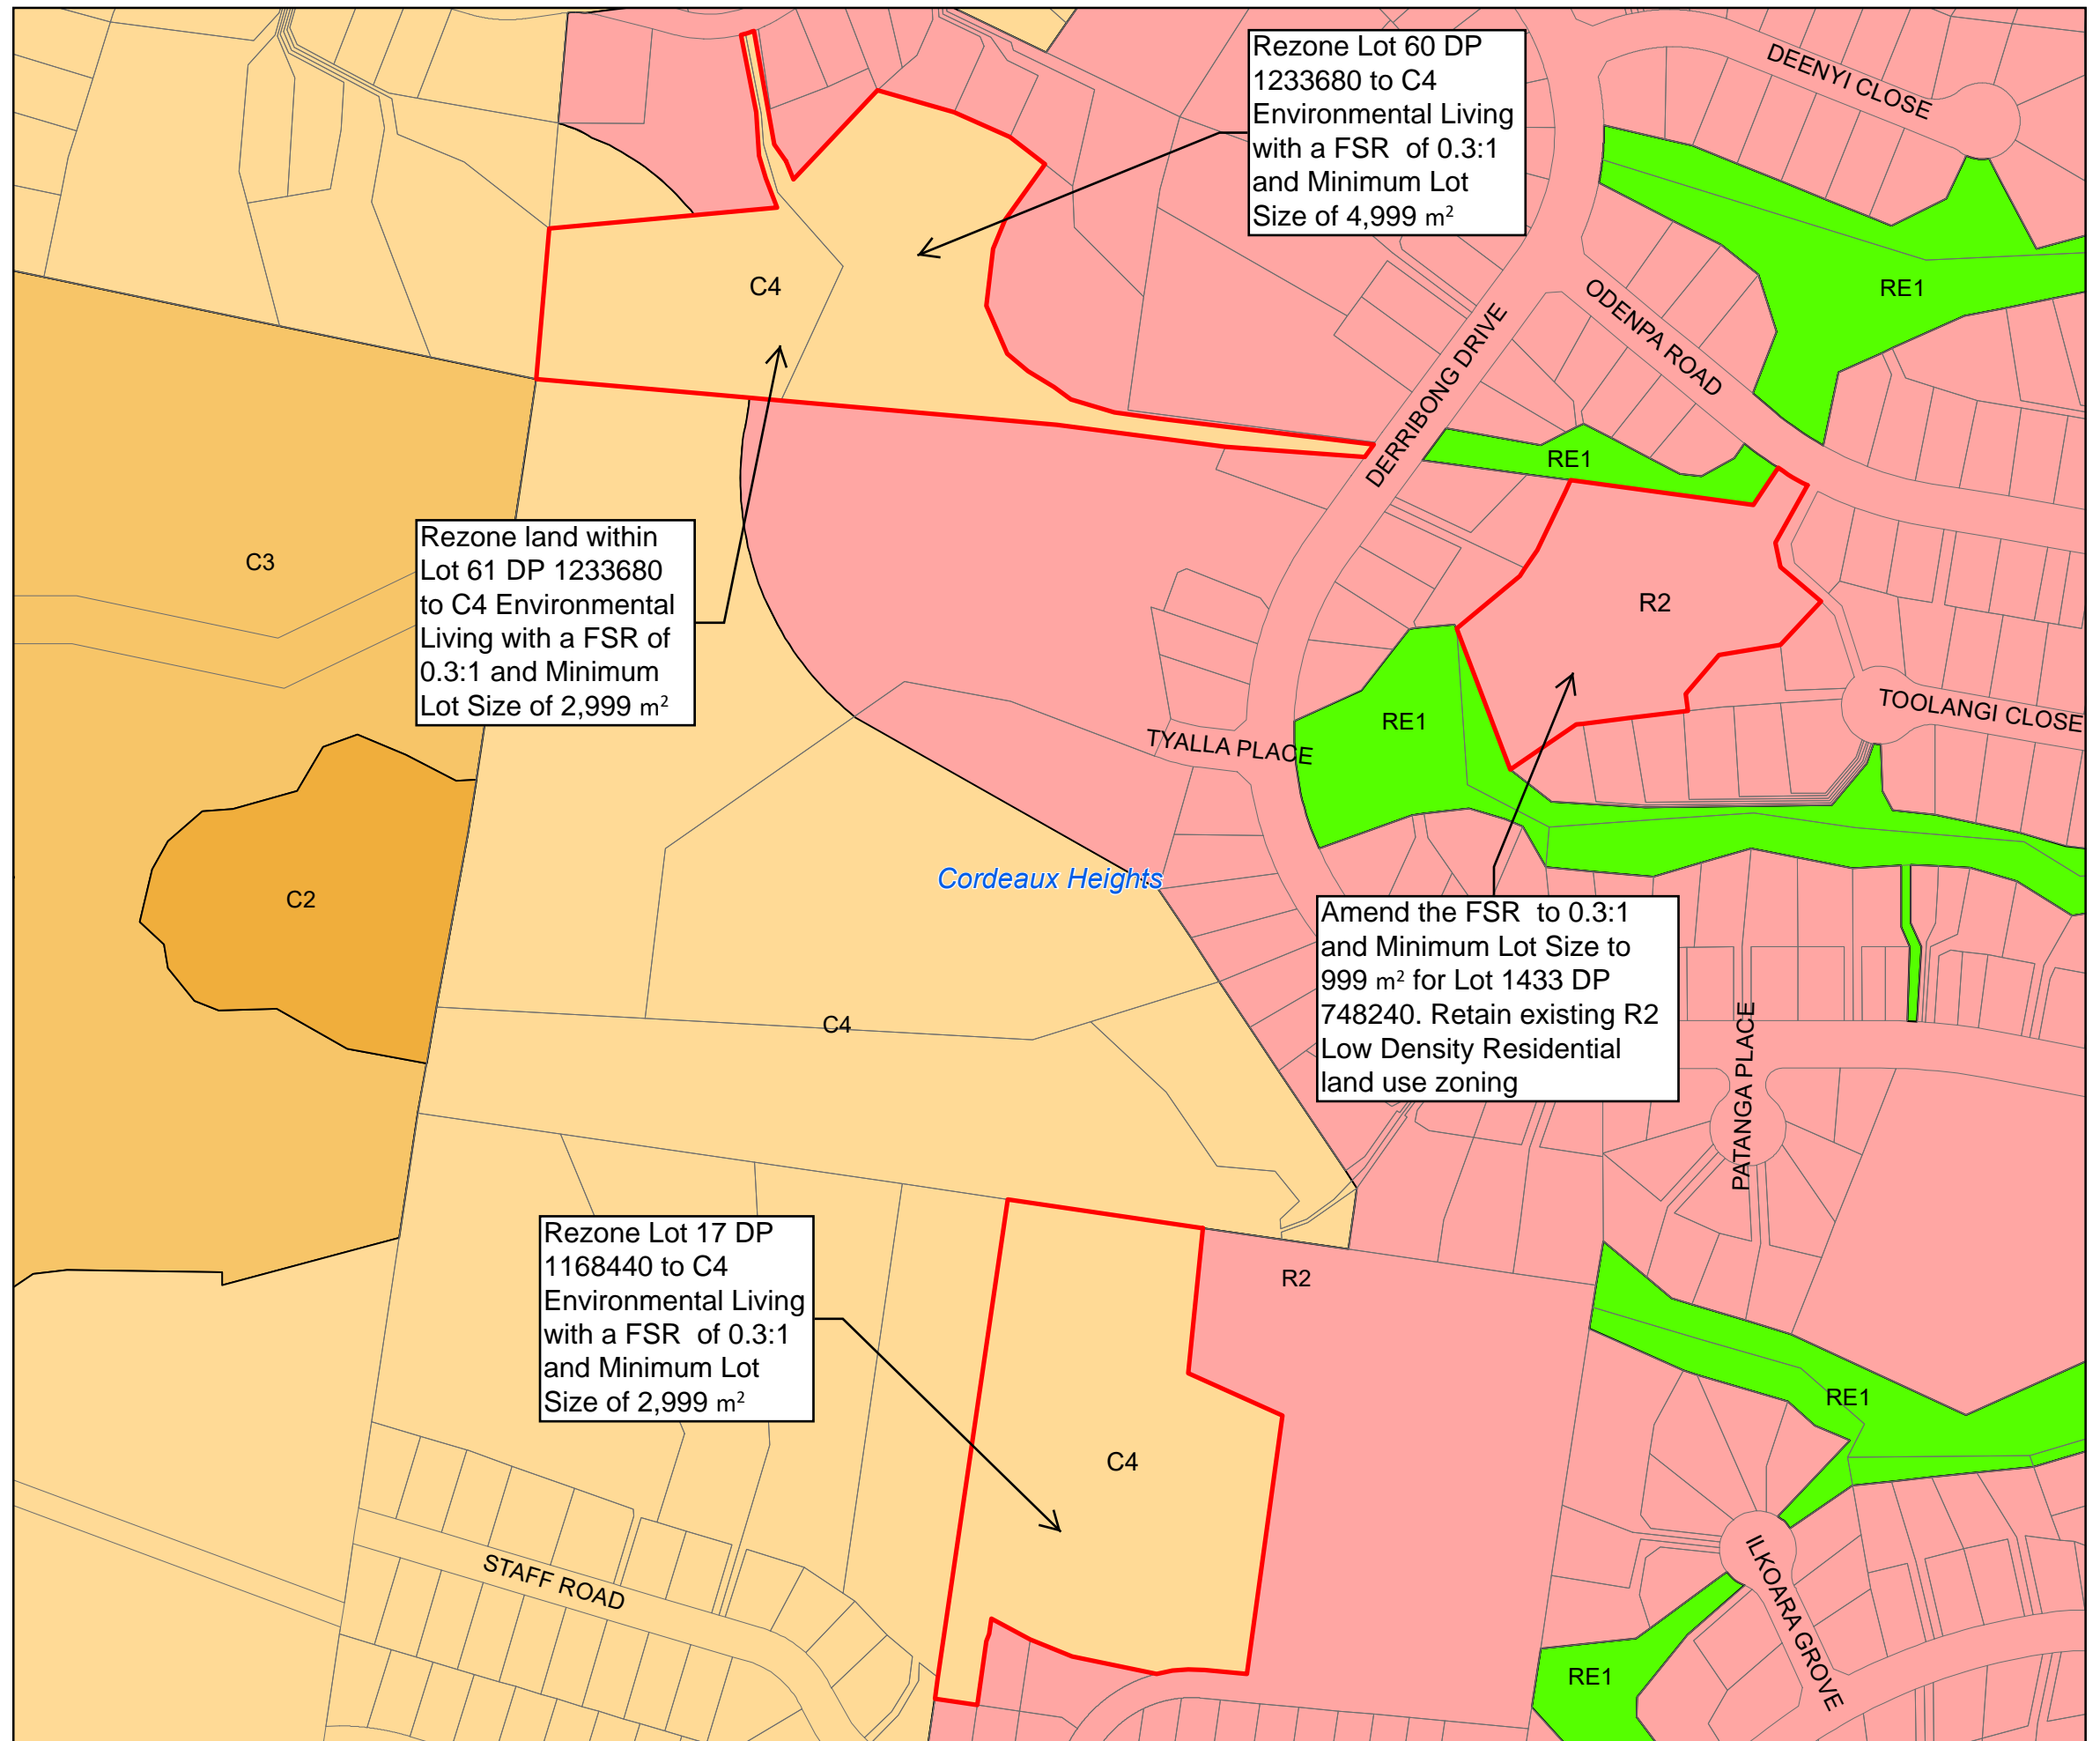 Rezone Lot 60 DP
1233680 to C4
Environmental Living
with a FSR of 0.3:1
and Minimum Lot
Size of 4,999 m²
DEENYI CLOSE
C4
RE1
ODENPA ROAD
DERRIBONG DRIVE
RE1
Rezone land within
Lot 61 DP 1233680
to C4 Environmental
Living with a FSR of
0.3:1 and Minimum
Lot Size of 2,999 m²
C3
R2
RE1
TOOLANGI CLOSE
TYALLA PLACE
Cordeaux Heights
C2
Amend the FSR to 0.3:1
and Minimum Lot Size to
999 m² for Lot 1433 DP
748240. Retain existing R2
Low Density Residential
land use zoning
C4
PATANGA PLACE
Rezone Lot 17 DP
1168440 to C4
Environmental Living
with a FSR of 0.3:1
and Minimum Lot
Size of 2,999 m²
R2
RE1
C4
STAFF ROAD
ILKOARA GROVE
RE1